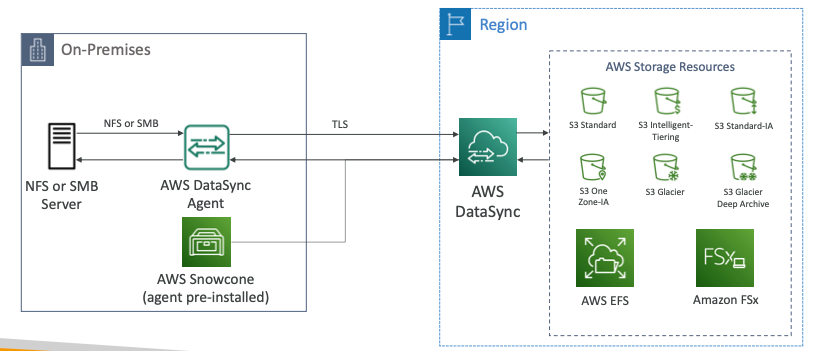 Region
On-Premises
AWS Storage Resources
NFS or SMB
TLS
S3 Standard
S3 Intelligent-
Tiering
S3 Standard-IA
NFS or SMB
Server
AWS DataSync
Agent
AWS
DataSync
S3 One
Zone-IA
S3 Glacier
S3 Glacier
Deep Archive
AWS Snowcone
(agent pre-installed)
FSx
AWS EFS
Amazon FSx